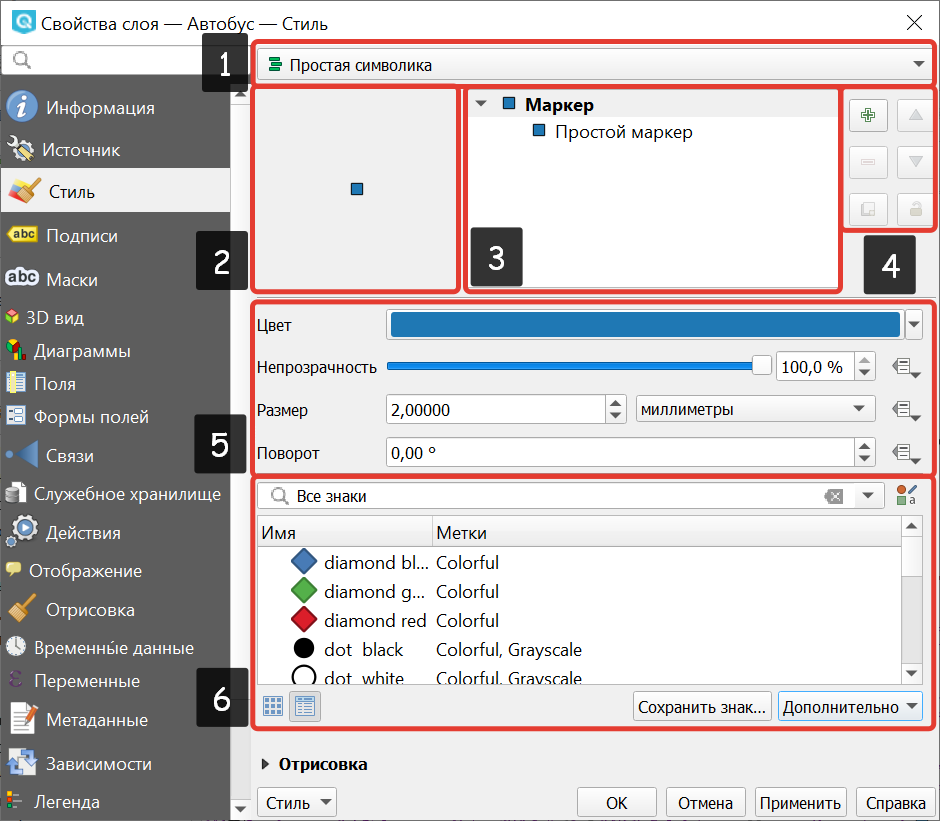 Свойства слоя — Автобус — Стиль
1
Простая символика
Информация
Источник
Стиль
Подписи
Маски
3D вид
Диаграммы
Поля
Формы полей
Связи
Служебное хранилище
Действия
Отображение
Отрисовка
Временны́е данные
Переменные
Метаданные
Зависимости
Легенда
abc
abc
2
Маркер
Простой маркер
3
4
Цвет
Непрозрачность
100,0 %
Размер
2,00000
миллиметры
Поворот
0,00 °
5
Все знаки
a
Имя
Метки
diamond bl...
Colorful
diamond g...
Colorful
diamond red
Colorful
dot black
Colorful, Grayscale
dot white
Colorful, Grayscale
6
Сохранить знак...
Дополнительно
Отрисовка
Стиль
OK
Отмена
Применить
Справка